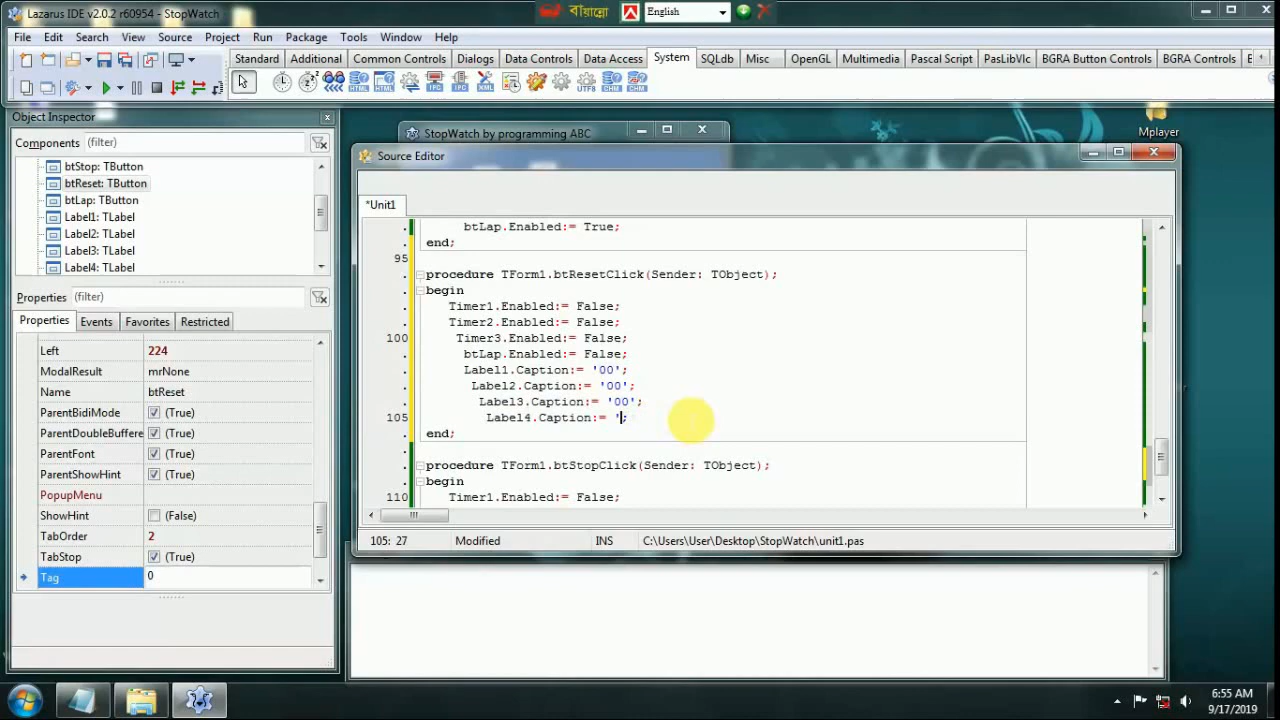 Lazarus IDE v2.0.2 r60954 - StopWatch
বায়ান্নো
English
File Edit Search View Source Project Run Package Tools Window Help
Standard Additional Common Controls Dialogs Data Controls Data Access System SQLdb Misc OpenGL Multimedia Pascal Script PasLibVlc BGRA Button Controls BGRA Controls
Object Inspector
Components (filter)
btStop: TButton
btReset: TButton
btLap: TButton
Label1: TLabel
Label2: TLabel
Label3: TLabel
Label4: TLabel
Properties (filter)
Properties Events Favorites Restricted
Left 224
ModalResult mrNone
Name btReset
ParentBidiMode (True)
ParentDoubleBuffere
(True)
ParentFont (True)
ParentShowHint (True)
PopupMenu
ShowHint (False)
TabOrder 2
TabStop (True)
Tag 0
StopWatch by programming ABC
Source Editor
*Unit1
btLap.Enabled:= True;
end;
95
procedure TForm1.btResetClick(Sender: TObject);
begin
Timer1.Enabled:= False;
Timer2.Enabled:= False;
100 Timer3.Enabled:= False;
btLap.Enabled:= False;
Label1.Caption:= '00';
Label2.Caption:= '00';
Label3.Caption:= '00';
105 Label4.Caption:= ';
end;
procedure TForm1.btStopClick(Sender: TObject);
begin
110 Timer1.Enabled:= False;
105: 27 Modified INS C:\Users\User\Desktop\StopWatch\unit1.pas
Mplayer
6:55 AM
9/17/2019